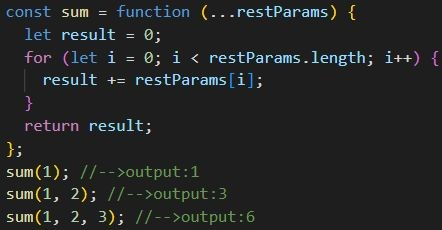 const sum = function (...restParams) {
  let result = 0;
  for (let i = 0; i < restParams.length; i++) {
    result += restParams[i];
  }
  return result;
};
sum(1); //-->output:1
sum(1, 2); //-->output:3
sum(1, 2, 3); //-->output:6